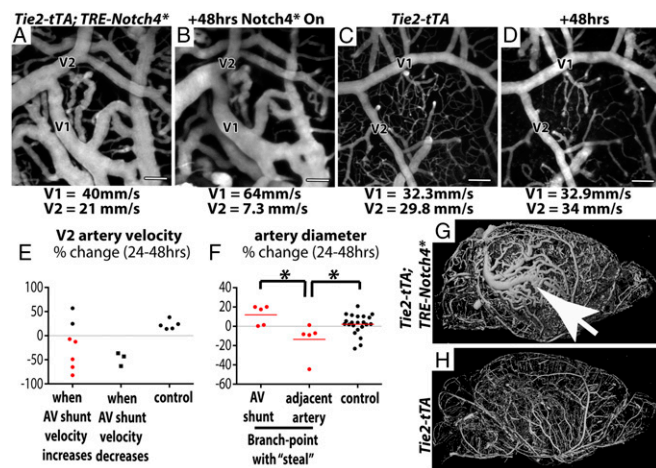 Tie2-tTA; TRE-Notch4*
+48hrs Notch4* On
Tie2-tTA
+48hrs
A
V2
V1
B
V2
V1
C
V1
V2
D
V1
V2
V1 = 40mm/s
V2 = 21 mm/s
V1 = 64mm/s
V2 = 7.3 mm/s
V1 = 32.3mm/s
V2 = 29.8 mm/s
V1 = 32.9mm/s
V2 = 34 mm/s
E
V2 artery velocity
% change (24-48hrs)
100
50
0
-50
-100
when
AV shunt
velocity
increases
when
AV shunt
velocity
decreases
control
F
artery diameter
% change (24-48hrs)
*
*
40
20
0
-20
-40
-60
AV
shunt
adjacent
artery
control
Branch-point
with "steal"
G
Tie2-tTA;
TRE-Notch4*
H
Tie2-tTA